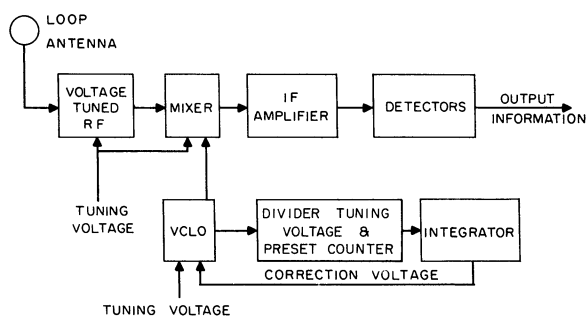 LOOP
ANTENNA
VOLTAGE
TUNED
RF
MIXER
IF
AMPLIFIER
DETECTORS
OUTPUT
INFORMATION
TUNING
VOLTAGE
VCLO
DIVIDER TUNING
VOLTAGE &
PRESET COUNTER
INTEGRATOR
CORRECTION VOLTAGE
TUNING VOLTAGE